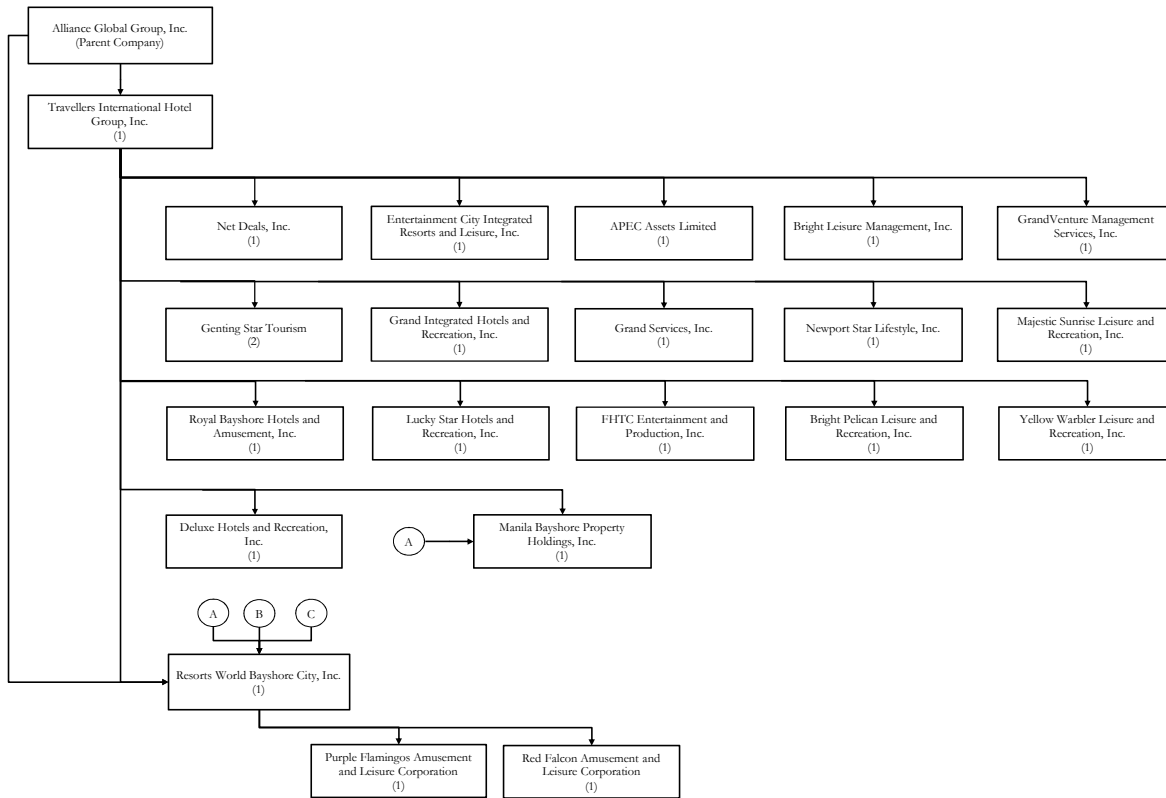 Alliance Global Group, Inc.
(Parent Company)
Travellers International Hotel
Group, Inc.
(1)
Net Deals, Inc.
(1)
Entertainment City Integrated
Resorts and Leisure, Inc.
(1)
APEC Assets Limited
(1)
Bright Leisure Management, Inc.
(1)
GrandVenture Management
Services, Inc.
(1)
Genting Star Tourism
(2)
Grand Integrated Hotels and
Recreation, Inc.
(1)
Grand Services, Inc.
(1)
Newport Star Lifestyle, Inc.
(1)
Majestic Sunrise Leisure and
Recreation, Inc.
(1)
Royal Bayshore Hotels and
Amusement, Inc.
(1)
Lucky Star Hotels and
Recreation, Inc.
(1)
FHTC Entertainment and
Production, Inc.
(1)
Bright Pelican Leisure and
Recreation, Inc.
(1)
Yellow Warbler Leisure and
Recreation, Inc.
(1)
Deluxe Hotels and Recreation,
Inc.
(1)
A
Manila Bayshore Property
Holdings, Inc.
(1)
A
B
C
Resorts World Bayshore City, Inc.
(1)
Purple Flamingos Amusement
and Leisure Corporation
(1)
Red Falcon Amusement and
Leisure Corporation
(1)